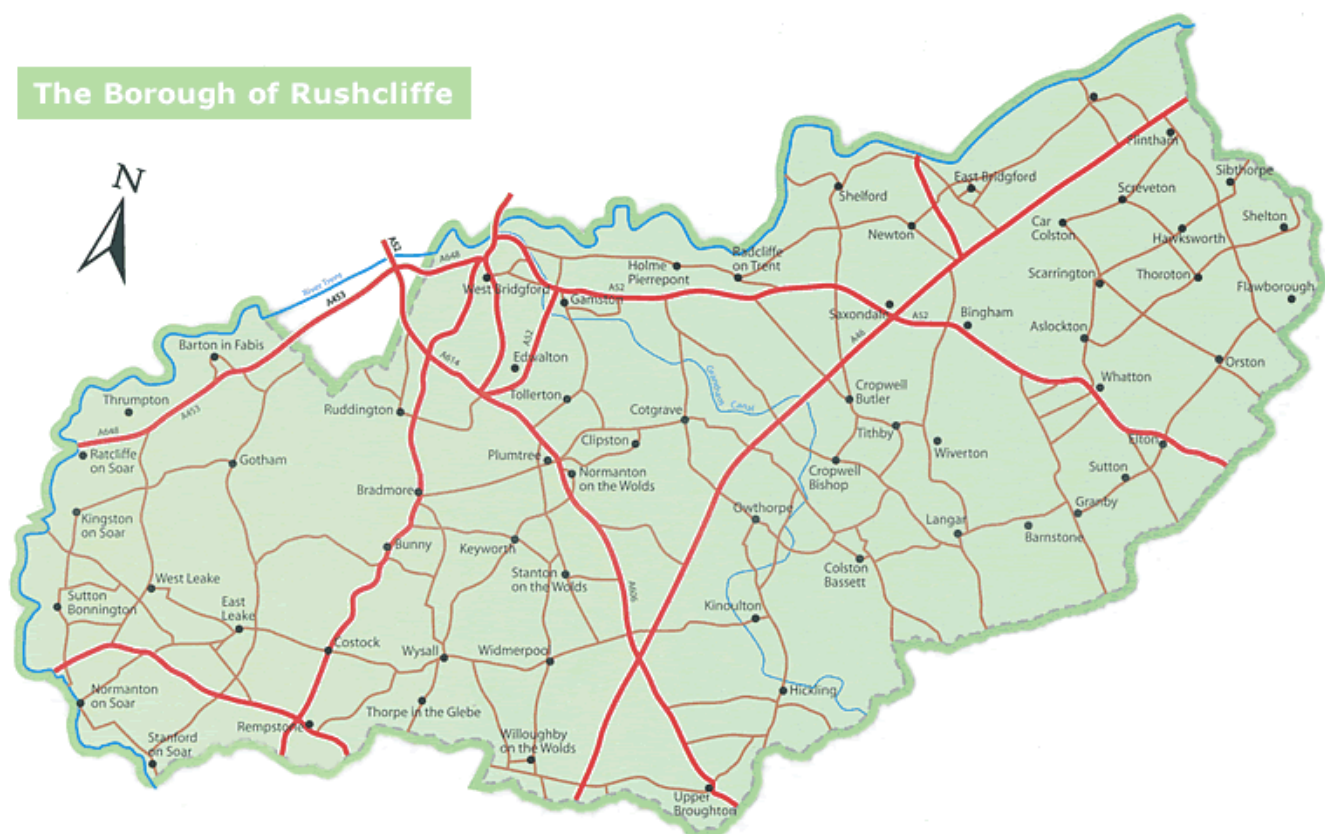 The Borough of Rushcliffe
N
Flintham
Sibthorpe
East Bridgford
Screveton
Shelford
Shelton
Car
Colston
Newton
Hawksworth
A52
Radcliffe
on Trent
Holme
Pierrepont
A648
Scarrington
Thoroton
River Trent
West Bridgford
Flawborough
A453
A52
Gamston
Saxondale
A52
Bingham
Aslockton
A46
Barton in Fabis
A52
Edwalton
A614
Orston
Grantham
Canal
Whatton
Cropwell
Butler
Thrumpton
A453
Ruddington
Tollerton
Cotgrave
A648
Tithby
Clipston
Elton
Ratcliffe
on Soar
Gotham
Plumtree
Wiverton
Normanton
on the Wolds
Cropwell
Bishop
Sutton
Bradmore
Owthorpe
Granby
Kingston
on Soar
Langar
Barnstone
Bunny
Keyworth
Stanton
on the Wolds
Colston
Bassett
West Leake
A606
Sutton
Bonnington
East
Leake
Kinoulton
Costock
Wysall
Widmerpool
Normanton
on Soar
Hickling
Thorpe in the Glebe
Rempstone
Stanford
on Soar
Willoughby
on the Wolds
Upper
Broughton